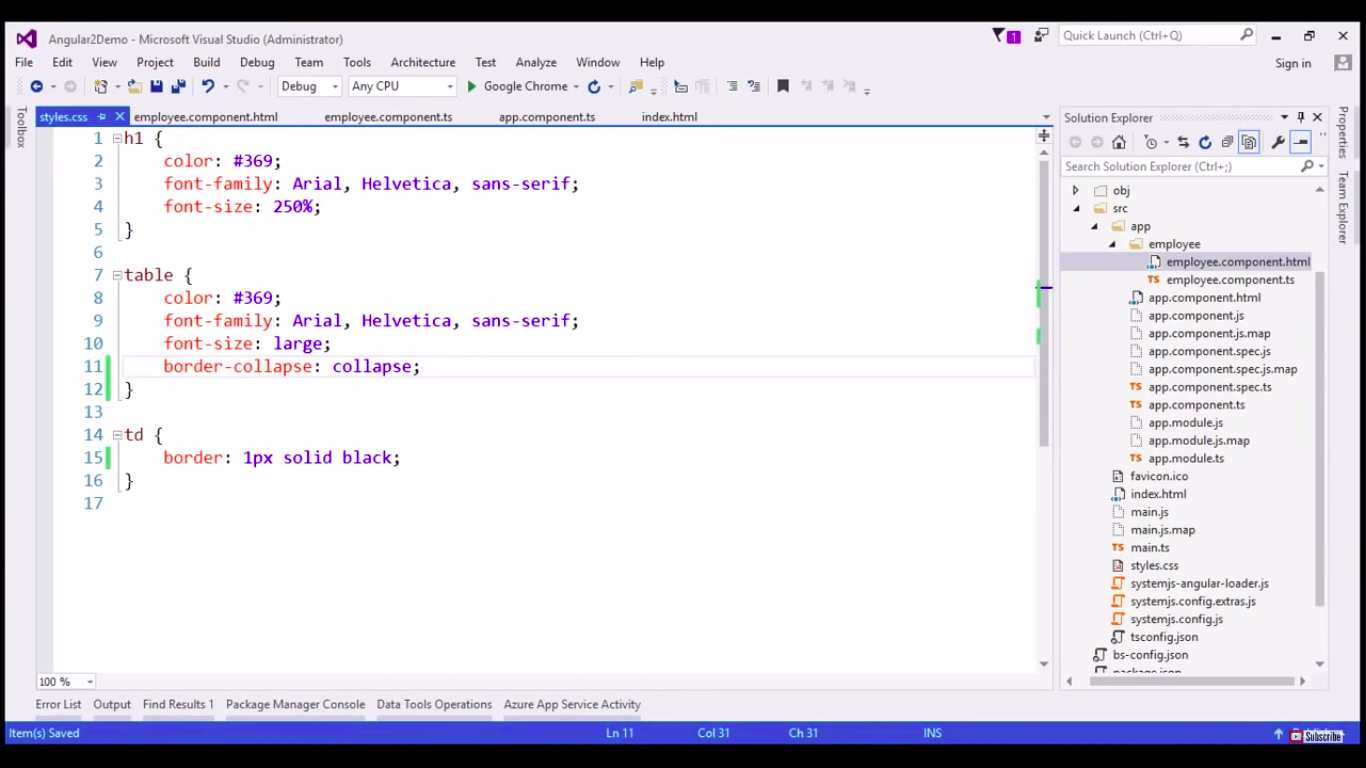 Angular2Demo - Microsoft Visual Studio (Administrator)
1
Quick Launch (Ctrl+Q)
File Edit View Project Build Debug Team Tools Architecture Test Analyze Window Help
Sign in
Debug Any CPU Google Chrome
Toolbox
styles.css employee.component.html employee.component.ts app.component.ts index.html
1 h1 {
2 color: #369;
3 font-family: Arial, Helvetica, sans-serif;
4 font-size: 250%;
5 }
6
7 table {
8 color: #369;
9 font-family: Arial, Helvetica, sans-serif;
10 font-size: large;
11 border-collapse: collapse;
12 }
13
14 td {
15 border: 1px solid black;
16 }
17
100 %
Solution Explorer
Search Solution Explorer (Ctrl+;)
obj
src
app
employee
employee.component.html
TS employee.component.ts
app.component.html
app.component.js
app.component.js.map
app.component.spec.js
app.component.spec.js.map
TS app.component.spec.ts
TS app.component.ts
app.module.js
app.module.js.map
TS app.module.ts
favicon.ico
index.html
main.js
main.js.map
TS main.ts
styles.css
systemjs-angular-loader.js
systemjs.config.extras.js
systemjs.config.js
tsconfig.json
bs-config.json
package.json
Properties
Team Explorer
Error List Output Find Results 1 Package Manager Console Data Tools Operations Azure App Service Activity
Item(s) Saved Ln 11 Col 31 Ch 31 INS
Subscribe